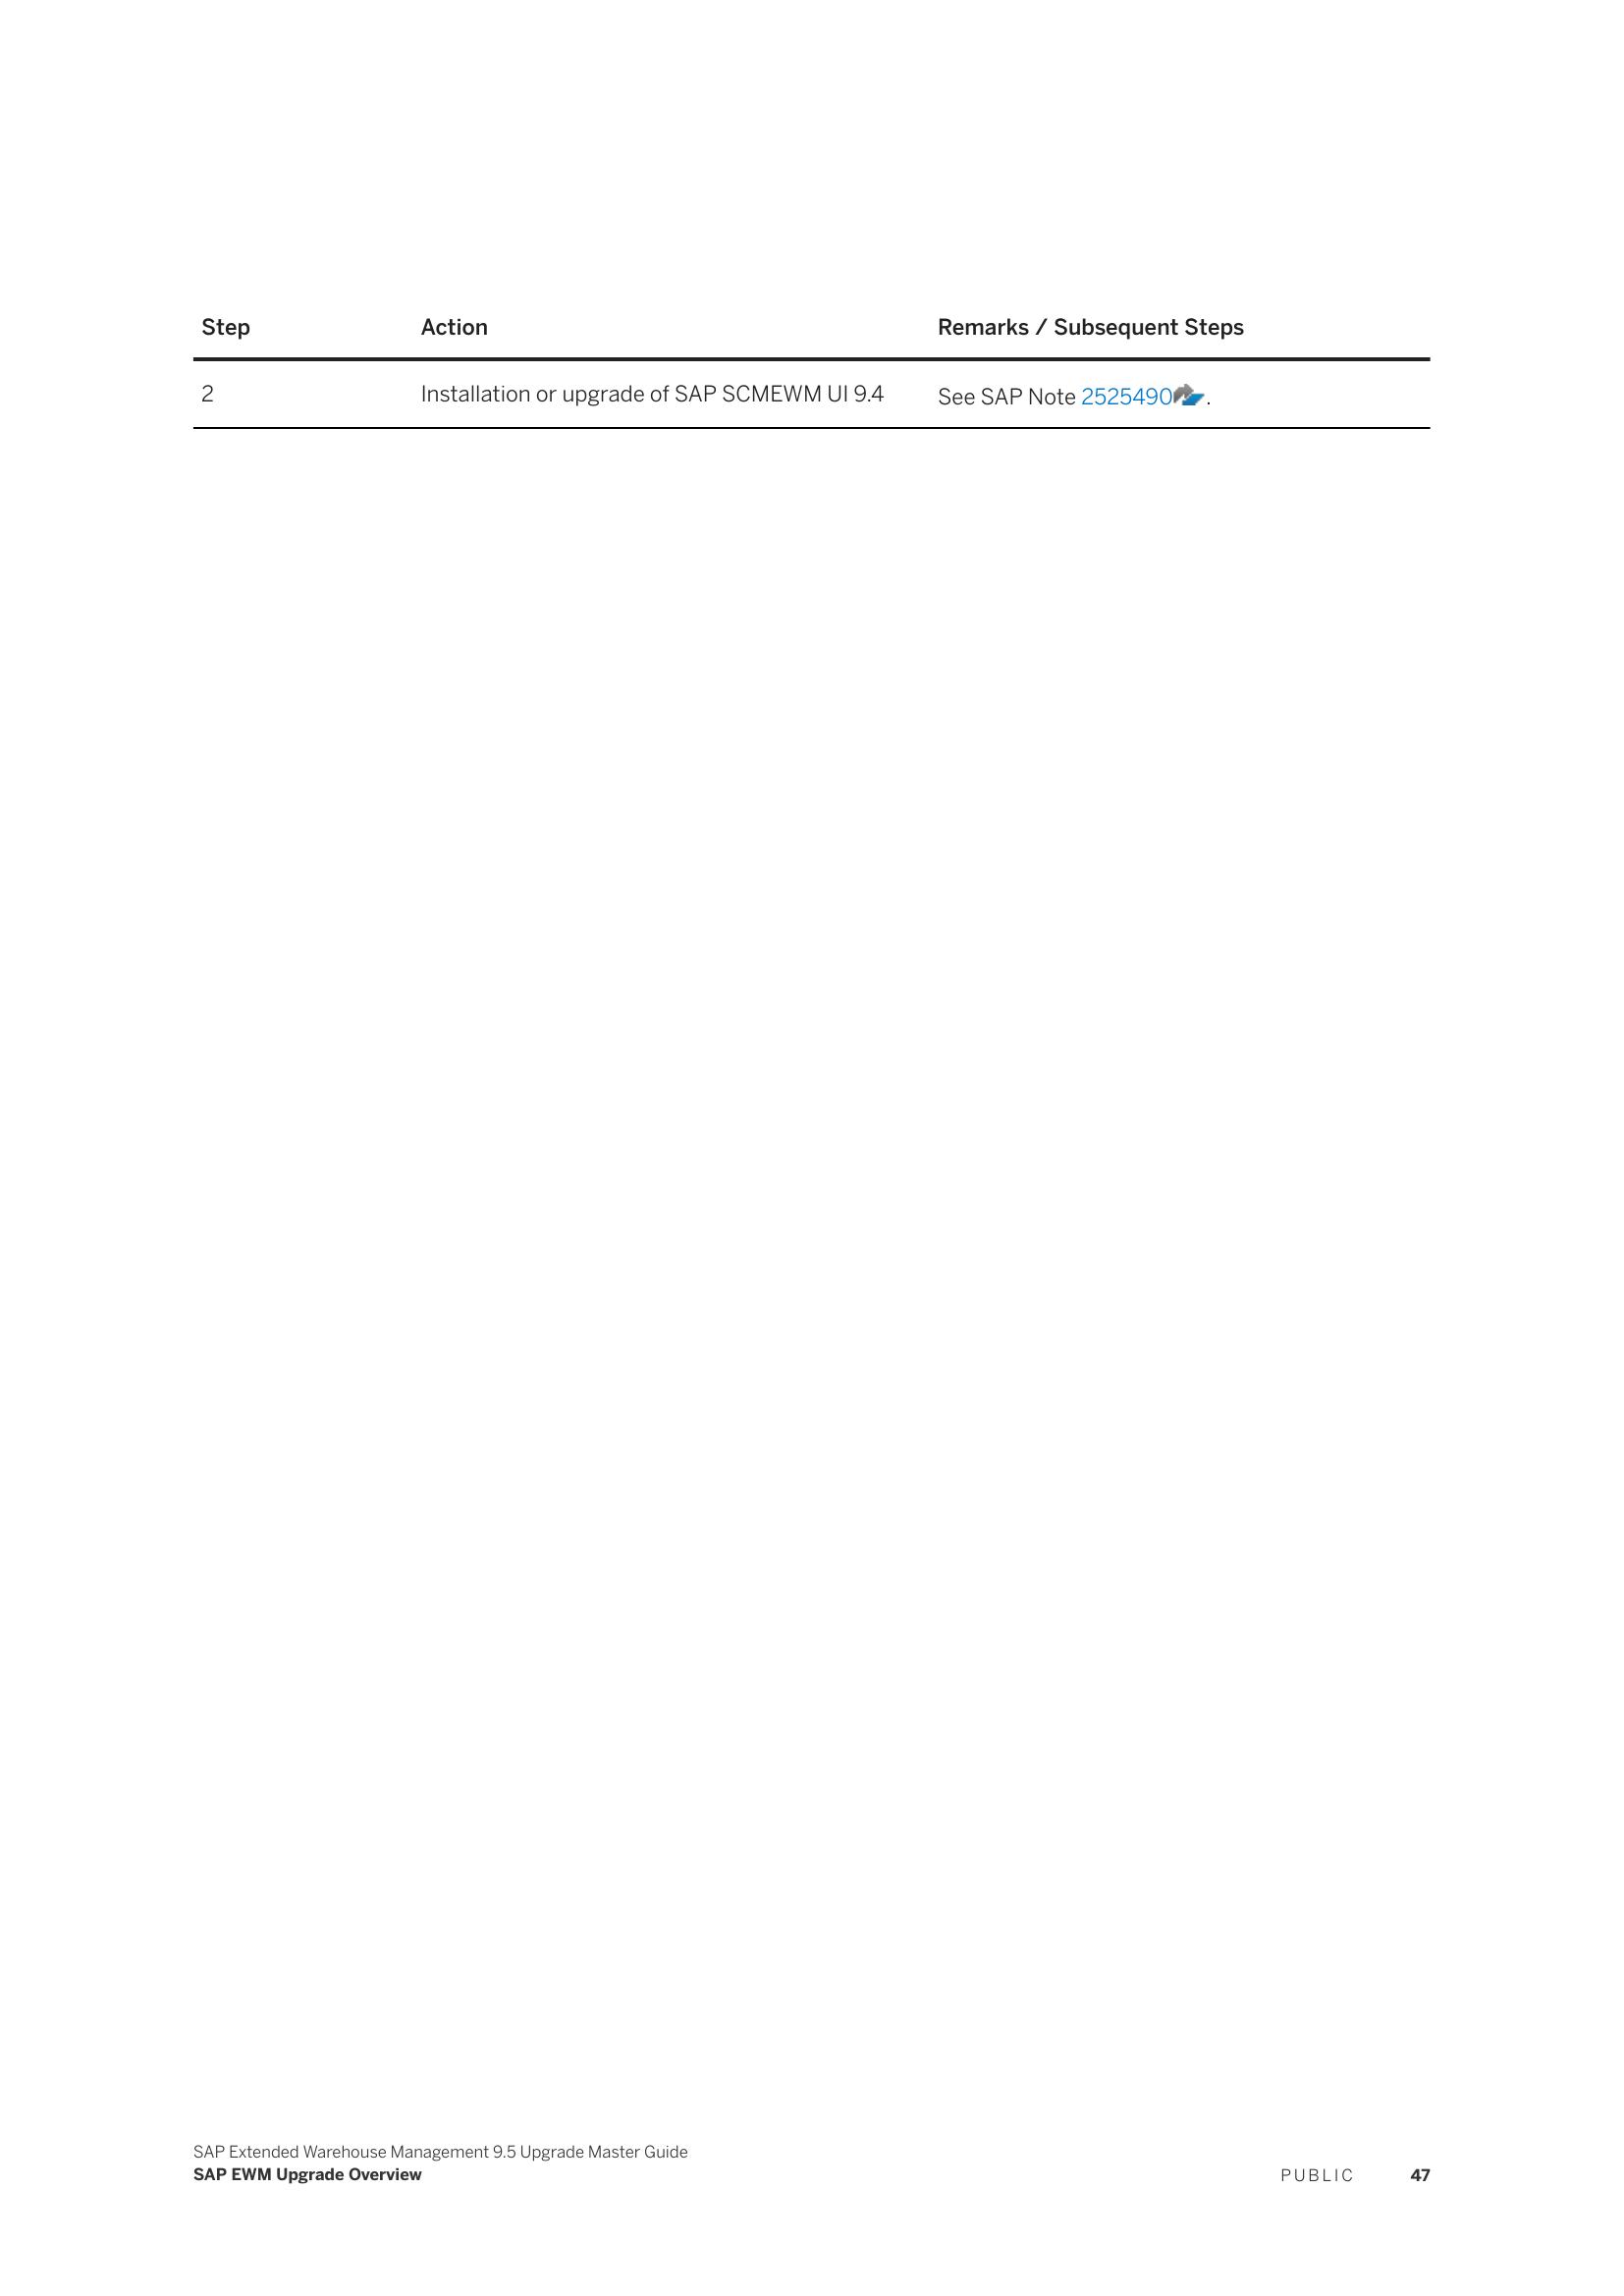 Step Action Remarks / Subsequent Steps
2 Installation or upgrade of SAP SCMEWM UI 9.4 See SAP Note 2525490.
SAP Extended Warehouse Management 9.5 Upgrade Master Guide
SAP EWM Upgrade Overview PUBLIC 47